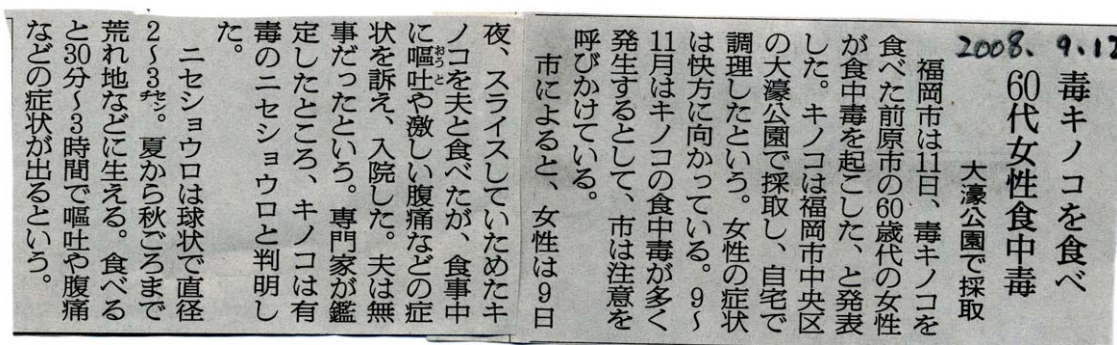 2008. 9.12
毒キノコを食べ
60代女性食中毒
大濠公園で採取
福岡市は11日、毒キノコを
食べた前原市の60歳代の女性
が食中毒を起こした、と発表
した。キノコは福岡市中央区
の大濠公園で採取し、自宅で
調理したという。女性の症状
は快方に向かっている。9〜
11月はキノコの食中毒が多く
発生するとして、市は注意を
呼びかけている。
市によると、女性は9日
夜、スライスしていためたキ
ノコを夫と食べたが、食事中
に嘔吐おうとや激しい腹痛などの症
状を訴え、入院した。夫は無
事だったという。専門家が鑑
定したところ、キノコは有
毒のニセショウロと判明し
た。
ニセショウロは球状で直径
2〜3㌢。夏から秋ごろまで
荒れ地などに生える。食べる
と30分〜3時間で嘔吐や腹痛
などの症状が出るという。